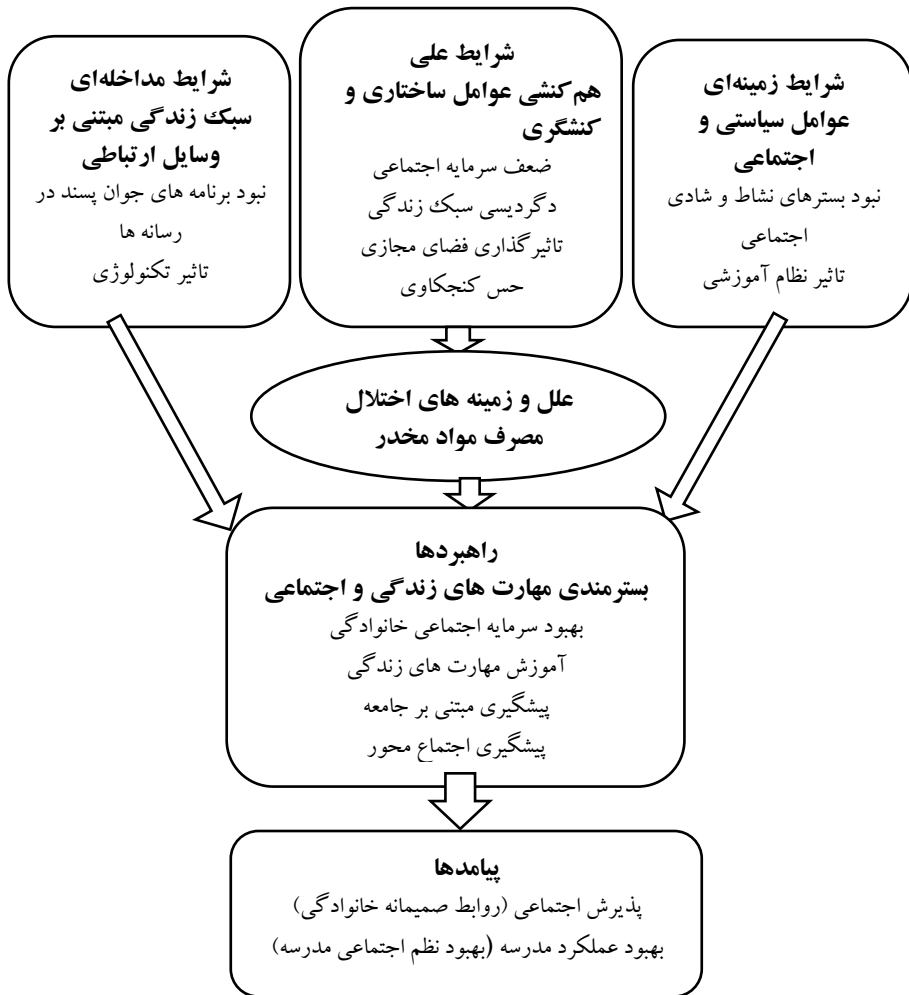 شرایط زمینه‌ای
عوامل سیاستی و
اجتماعی
نبود بسترهای نشاط و شادی
اجتماعی
تاثیر نظام آموزشی
شرایط علی
هم‌کنشی عوامل ساختاری و
کنشگری
ضعف سرمایه اجتماعی
دگردیسی سبک زندگی
تاثیرگذاری فضای مجازی
حس کنجکاوی
شرایط مداخله‌ای
سبک زندگی مبتنی بر
وسایل ارتباطی
نبود برنامه های جوان پسند در
رسانه ها
تاثیر تکنولوژی
علل و زمینه های اختلال
مصرف مواد مخدر
راهبردها
بسترمندی مهارت های زندگی و اجتماعی
بهبود سرمایه اجتماعی خانوادگی
آموزش مهارت های زندگی
پیشگیری مبتنی بر جامعه
پیشگیری اجتماع محور
پیامدها
پذیرش اجتماعی (روابط صمیمانه خانوادگی)
بهبود عملکرد مدرسه (بهبود نظم اجتماعی مدرسه)